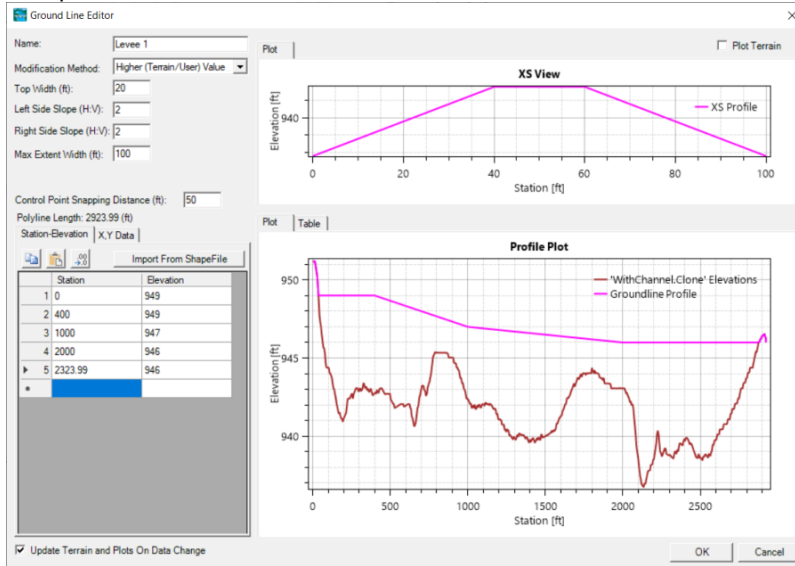 Ground Line Editor
Name: Levee 1
Modification Method: Higher (Terrain/User) Value
Top Width (ft): 20
Left Side Slope (H:V): 2
Right Side Slope (H:V): 2
Max Extent Width (ft): 100
Control Point Snapping Distance (ft): 50
Polyline Length: 2923.99 (ft)
Station-Elevation X,Y Data
Import From ShapeFile
Station Elevation
1 0 949
2 400 949
3 1000 947
4 2000 946
5 2323.99 946
Update Terrain and Plots On Data Change
Plot
Plot Terrain
XS View
XS Profile
Elevation [ft]
940
0 20 40 60 80 100
Station [ft]
Plot Table
Profile Plot
'WithChannel.Clone' Elevations
Groundline Profile
Elevation [ft]
950
945
940
0 500 1000 1500 2000 2500
Station [ft]
OK Cancel